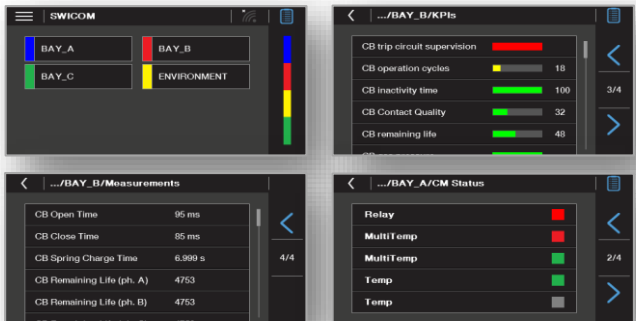 SWICOM
BAY_A
BAY_B
BAY_C
ENVIRONMENT
.../BAY_B/KPIs
CB trip circuit supervision
CB operation cycles 18
CB inactivity time 100
CB Contact Quality 32
CB remaining life 48
3/4
.../BAY_B/Measurements
CB Open Time 95 ms
CB Close Time 85 ms
CB Spring Charge Time 6.999 s
CB Remaining Life (ph. A) 4753
CB Remaining Life (ph. B) 4753
4/4
.../BAY_A/CM Status
Relay
MultiTemp
MultiTemp
Temp
Temp
2/4